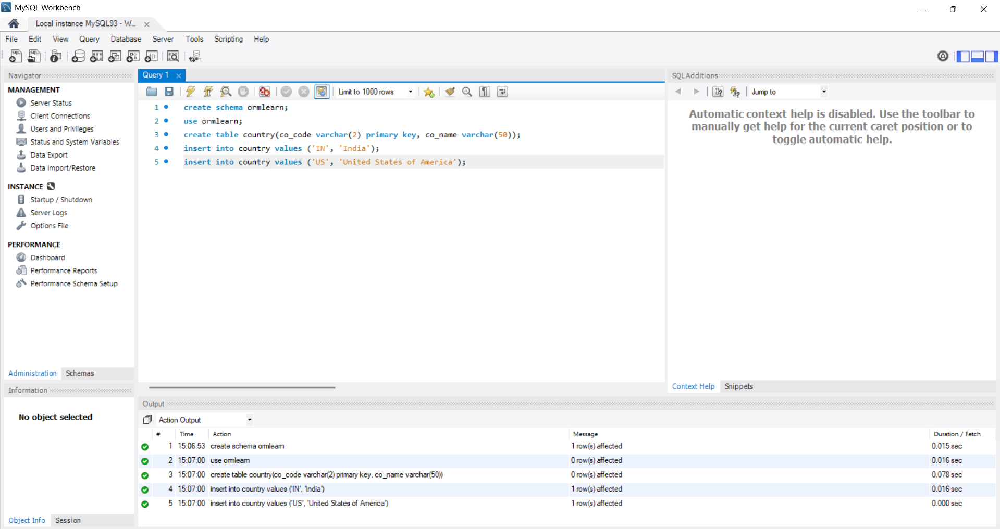 MySQL Workbench
Local instance MySQL93 - W...
File Edit View Query Database Server Tools Scripting Help
Navigator
MANAGEMENT
Server Status
Client Connections
Users and Privileges
Status and System Variables
Data Export
Data Import/Restore
INSTANCE
Startup / Shutdown
Server Logs
Options File
PERFORMANCE
Dashboard
Performance Reports
Performance Schema Setup
Administration Schemas
Information
No object selected
Object Info Session
Query 1
Limit to 1000 rows
1 create schema ormlearn;
2 use ormlearn;
3 create table country(co_code varchar(2) primary key, co_name varchar(50));
4 insert into country values ('IN', 'India');
5 insert into country values ('US', 'United States of America');
SQLAdditions
Jump to
Automatic context help is disabled. Use the toolbar to
manually get help for the current caret position or to
toggle automatic help.
Context Help Snippets
Output
Action Output
# Time Action Message Duration / Fetch
1 15:06:53 create schema ormlearn 1 row(s) affected 0.015 sec
2 15:07:00 use ormlearn 0 row(s) affected 0.016 sec
3 15:07:00 create table country(co_code varchar(2) primary key, co_name varchar(50)) 0 row(s) affected 0.078 sec
4 15:07:00 insert into country values ('IN', 'India') 1 row(s) affected 0.016 sec
5 15:07:00 insert into country values ('US', 'United States of America') 1 row(s) affected 0.000 sec